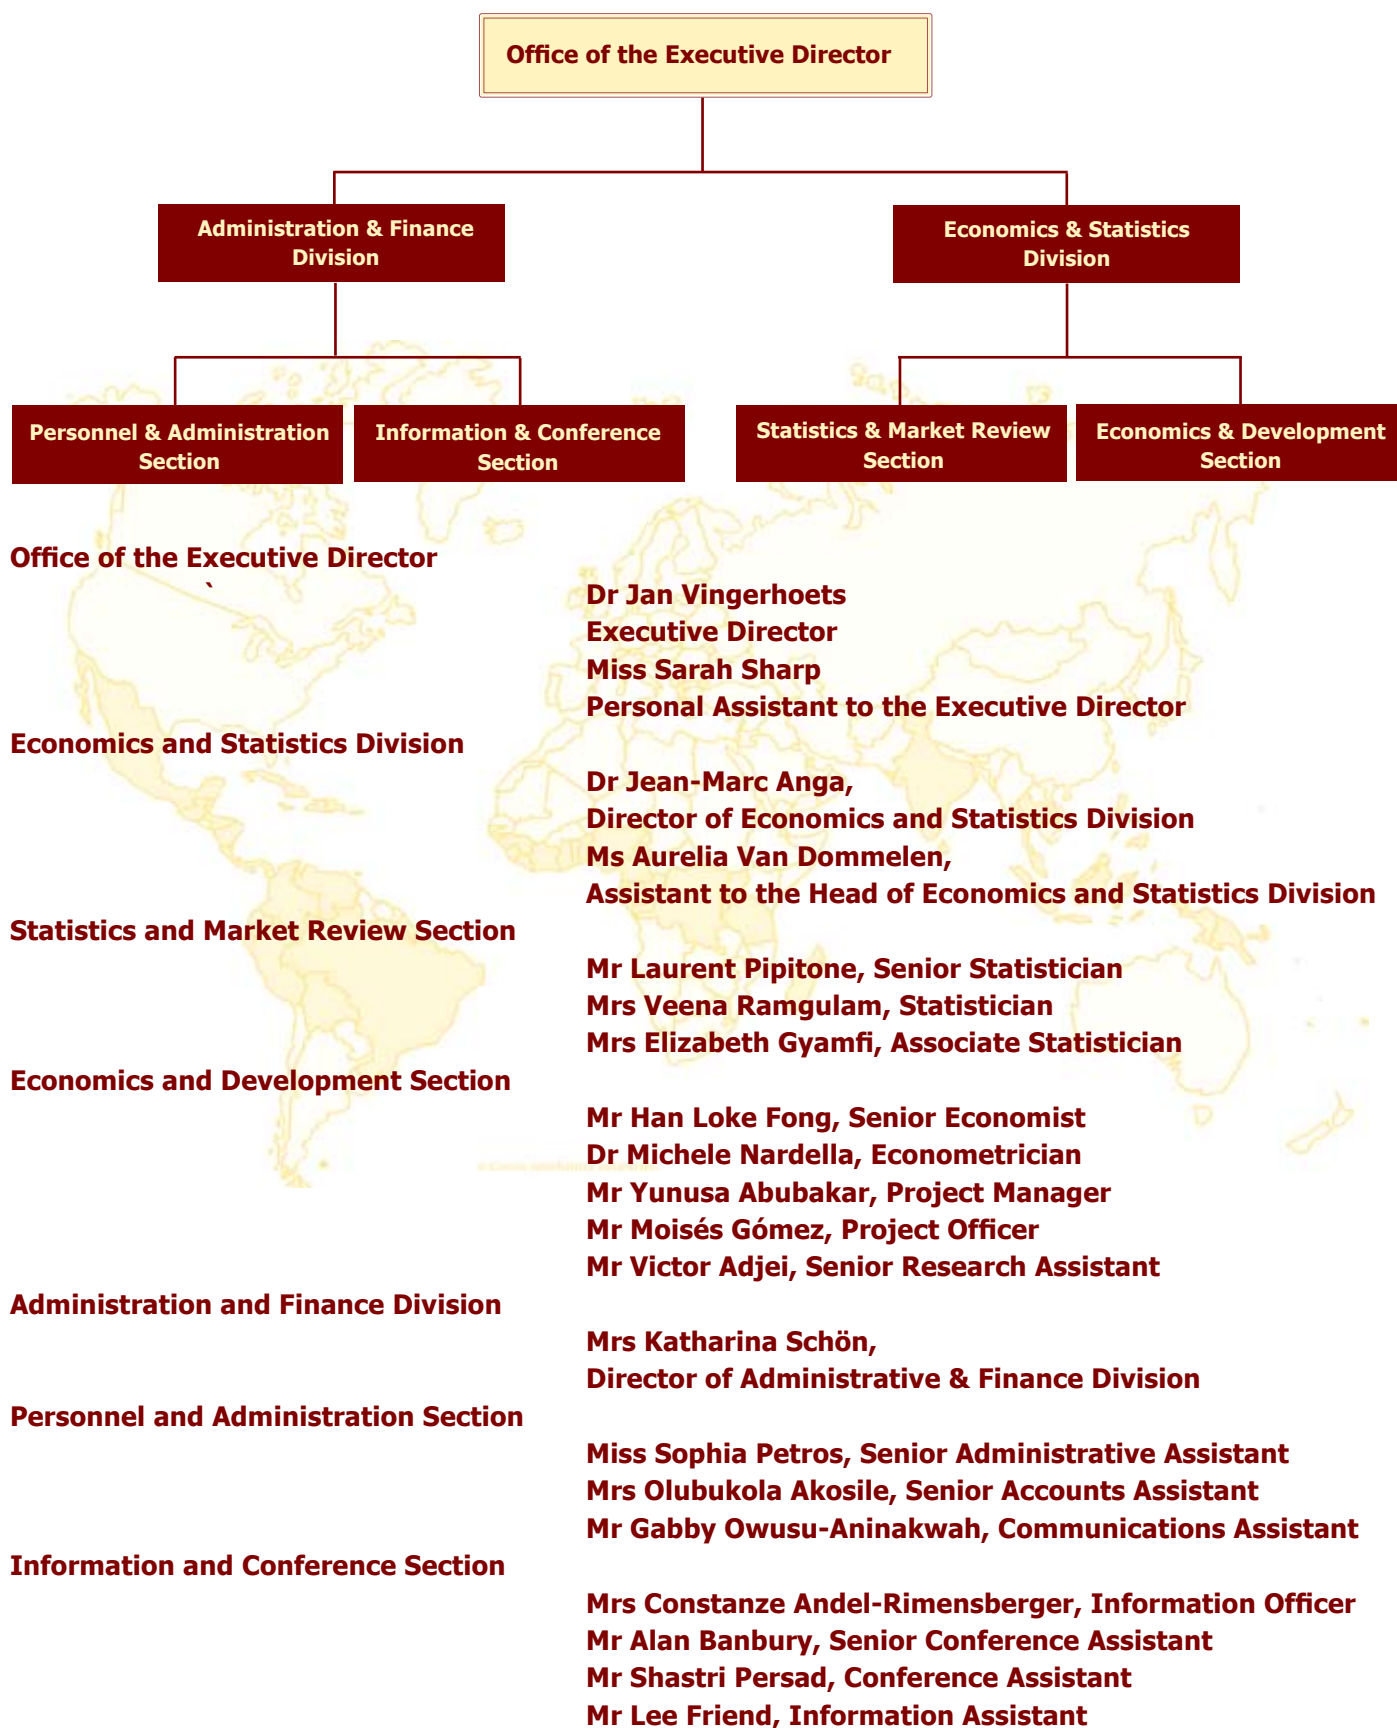 Office of the Executive Director
Administration & Finance
Division
Economics & Statistics
Division
Personnel & Administration
Section
Information & Conference
Section
Statistics & Market Review
Section
Economics & Development
Section
Office of the Executive Director
`
Dr Jan Vingerhoets
Executive Director
Miss Sarah Sharp
Personal Assistant to the Executive Director
Economics and Statistics Division
Dr Jean-Marc Anga,
Director of Economics and Statistics Division
Ms Aurelia Van Dommelen,
Assistant to the Head of Economics and Statistics Division
Statistics and Market Review Section
Mr Laurent Pipitone, Senior Statistician
Mrs Veena Ramgulam, Statistician
Mrs Elizabeth Gyamfi, Associate Statistician
Economics and Development Section
Mr Han Loke Fong, Senior Economist
Dr Michele Nardella, Econometrician
Mr Yunusa Abubakar, Project Manager
Mr Moisés Gómez, Project Officer
Mr Victor Adjei, Senior Research Assistant
Administration and Finance Division
Mrs Katharina Schön,
Director of Administrative & Finance Division
Personnel and Administration Section
Miss Sophia Petros, Senior Administrative Assistant
Mrs Olubukola Akosile, Senior Accounts Assistant
Mr Gabby Owusu-Aninakwah, Communications Assistant
Information and Conference Section
Mrs Constanze Andel-Rimensberger, Information Officer
Mr Alan Banbury, Senior Conference Assistant
Mr Shastri Persad, Conference Assistant
Mr Lee Friend, Information Assistant